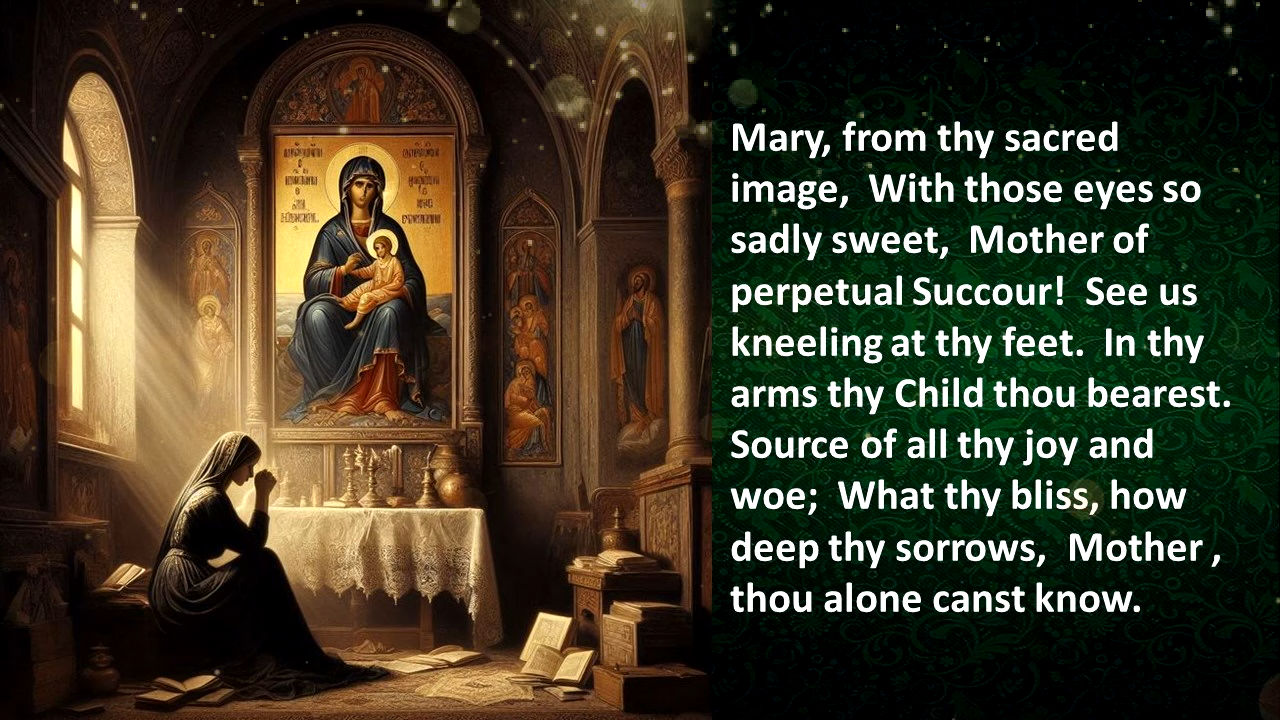 Mary, from thy sacred
image,  With those eyes so
sadly sweet,  Mother of
perpetual Succour!  See us
kneeling at thy feet.  In thy
arms thy Child thou bearest.
Source of all thy joy and
woe;  What thy bliss, how
deep thy sorrows,  Mother ,
thou alone canst know.